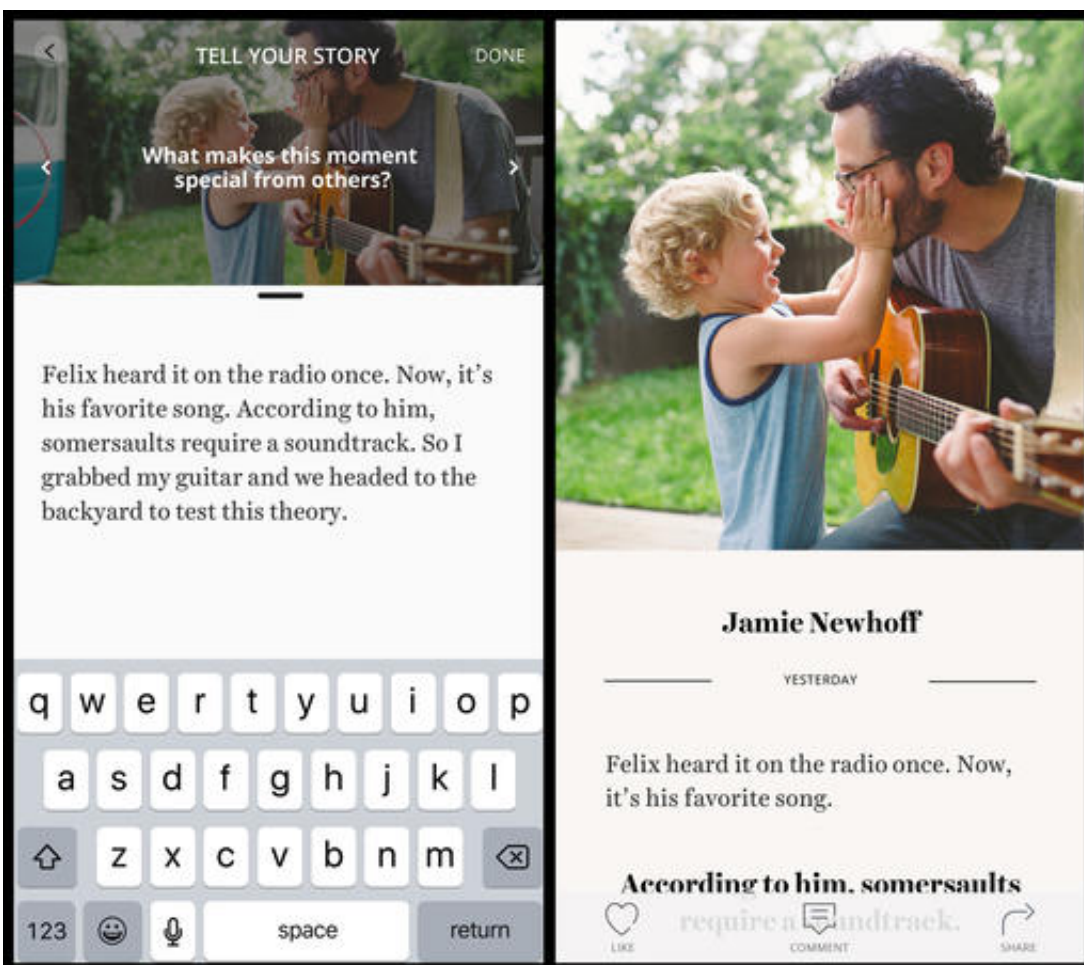 TELL YOUR STORY
DONE
What makes this moment
special from others?
Felix heard it on the radio once. Now, it’s
his favorite song. According to him,
somersaults require a soundtrack. So I
grabbed my guitar and we headed to the
backyard to test this theory.
q w e r t y u i o p
a s d f g h j k l
z x c v b n m
123 space return
Jamie Newhoff
YESTERDAY
Felix heard it on the radio once. Now,
it’s his favorite song.
According to him, somersaults
require a soundtrack.
LIKE COMMENT SHARE